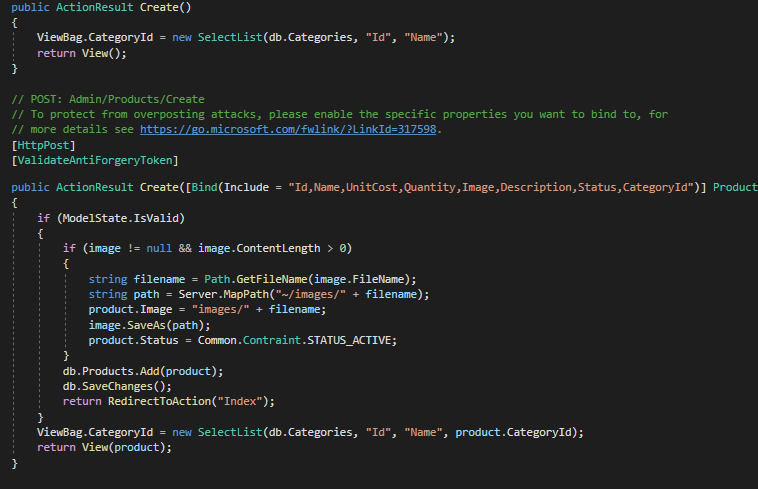 public ActionResult Create()
{
ViewBag.CategoryId = new SelectList(db.Categories, "Id", "Name");
return View();
}
// POST: Admin/Products/Create
// To protect from overposting attacks, please enable the specific properties you want to bind to, for
// more details see https://go.microsoft.com/fwlink/?LinkId=317598.
[HttpPost]
[ValidateAntiForgeryToken]
public ActionResult Create([Bind(Include = "Id,Name,UnitCost,Quantity,Image,Description,Status,CategoryId")] Product
{
if (ModelState.IsValid)
{
if (image != null && image.ContentLength > 0)
{
string filename = Path.GetFileName(image.FileName);
string path = Server.MapPath("~/images/" + filename);
product.Image = "images/" + filename;
image.SaveAs(path);
product.Status = Common.Contraint.STATUS_ACTIVE;
}
db.Products.Add(product);
db.SaveChanges();
return RedirectToAction("Index");
}
ViewBag.CategoryId = new SelectList(db.Categories, "Id", "Name", product.CategoryId);
return View(product);
}